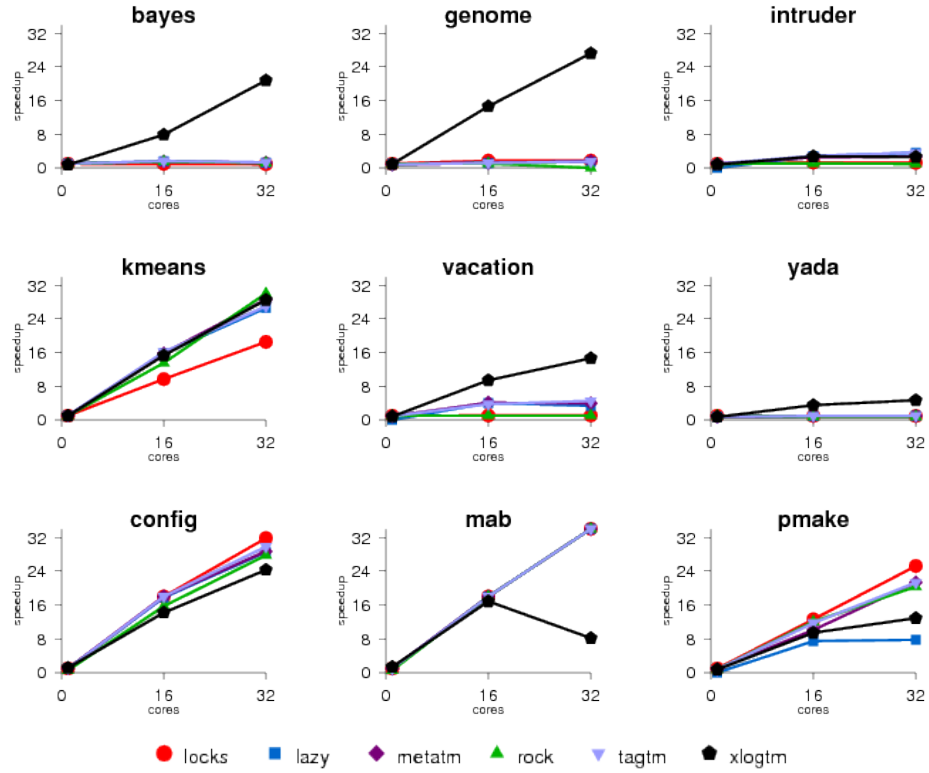 bayes genome intruder
32 32 32
speedup speedup speedup
24 24 24
16 16 16
8 8 8
0 0 0
0 16 32 0 16 32 0 16 32
cores cores cores
kmeans vacation yada
32 32 32
speedup speedup speedup
24 24 24
16 16 16
8 8 8
0 0 0
0 16 32 0 16 32 0 16 32
cores cores cores
config mab pmake
32 32 32
speedup speedup speedup
24 24 24
16 16 16
8 8 8
0 0 0
0 16 32 0 16 32 0 16 32
cores cores cores
locks lazy metatm rock tagtm xlogtm